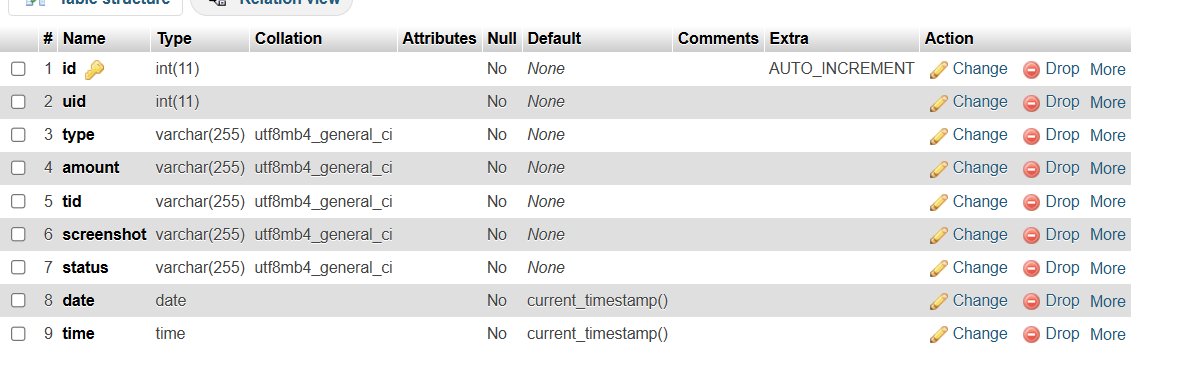 Table structure Relation view
# Name Type Collation Attributes Null Default Comments Extra Action
1 id int(11) No None AUTO_INCREMENT Change Drop More
2 uid int(11) No None Change Drop More
3 type varchar(255) utf8mb4_general_ci No None Change Drop More
4 amount varchar(255) utf8mb4_general_ci No None Change Drop More
5 tid varchar(255) utf8mb4_general_ci No None Change Drop More
6 screenshot varchar(255) utf8mb4_general_ci No None Change Drop More
7 status varchar(255) utf8mb4_general_ci No None Change Drop More
8 date date No current_timestamp() Change Drop More
9 time time No current_timestamp() Change Drop More